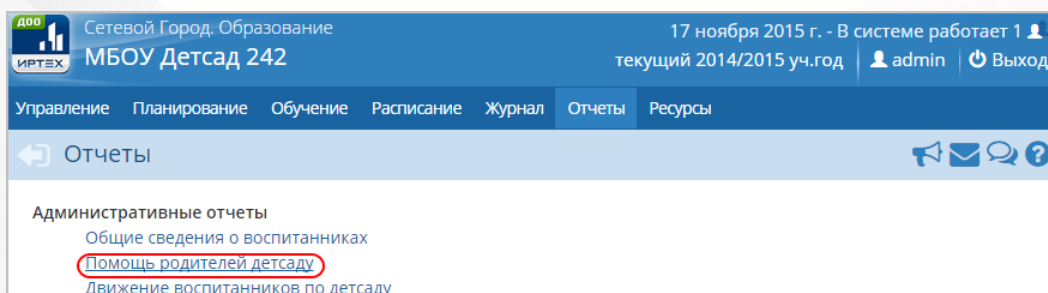 ДОО
ИРТЕХ
Сетевой Город. Образование
МБОУ Детсад 242
17 ноября 2015 г. - В системе работает 1
текущий 2014/2015 уч.год admin Выход
Управление Планирование Обучение Расписание Журнал Отчеты Ресурсы
Отчеты
?
Административные отчеты
Общие сведения о воспитанниках
Помощь родителей детсаду
Движение воспитанников по детсаду